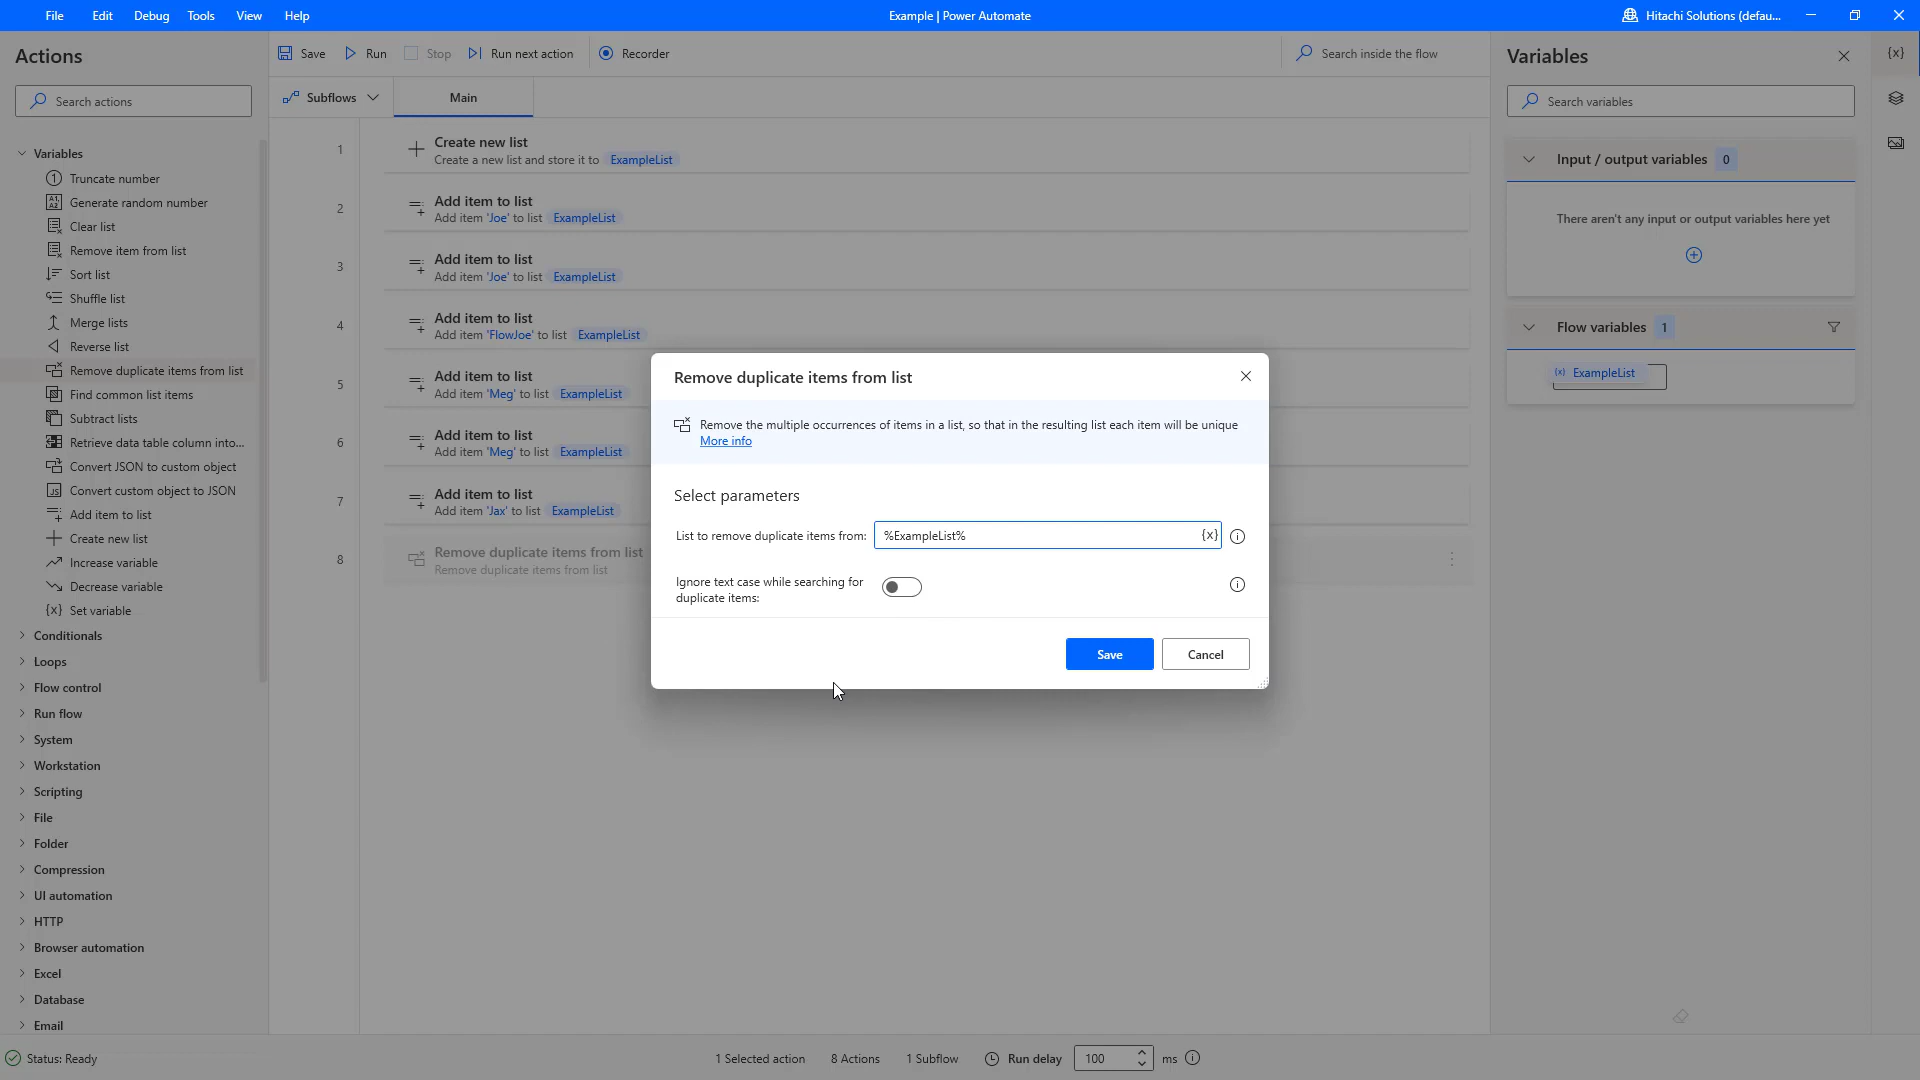 File Edit Debug Tools View Help
Example | Power Automate
Hitachi Solutions (defau...
Actions
Search actions
Variables
Truncate number
Generate random number
Clear list
Remove item from list
Sort list
Shuffle list
Merge lists
Reverse list
Remove duplicate items from list
Find common list items
Subtract lists
Retrieve data table column into...
Convert JSON to custom object
Convert custom object to JSON
Add item to list
Create new list
Increase variable
Decrease variable
{x} Set variable
Conditionals
Loops
Flow control
Run flow
System
Workstation
Scripting
File
Folder
Compression
UI automation
HTTP
Browser automation
Excel
Database
Email
Save Run Stop Run next action Recorder
Search inside the flow
Subflows Main
1 Create new list
Create a new list and store it to ExampleList
2 Add item to list
Add item 'Joe' to list ExampleList
3 Add item to list
Add item 'Joe' to list ExampleList
4 Add item to list
Add item 'FlowJoe' to list ExampleList
5 Add item to list
Add item 'Meg' to list ExampleList
6 Add item to list
Add item 'Meg' to list ExampleList
7 Add item to list
Add item 'Jax' to list ExampleList
8 Remove duplicate items from list
Remove duplicate items from list
Remove duplicate items from list
Remove the multiple occurrences of items in a list, so that in the resulting list each item will be unique
More info
Select parameters
List to remove duplicate items from: %ExampleList% {x}
Ignore text case while searching for
duplicate items:
Save Cancel
Variables
{x}
Search variables
Input / output variables 0
There aren't any input or output variables here yet
Flow variables 1
(x) ExampleList
Status: Ready
1 Selected action 8 Actions 1 Subflow Run delay 100 ms